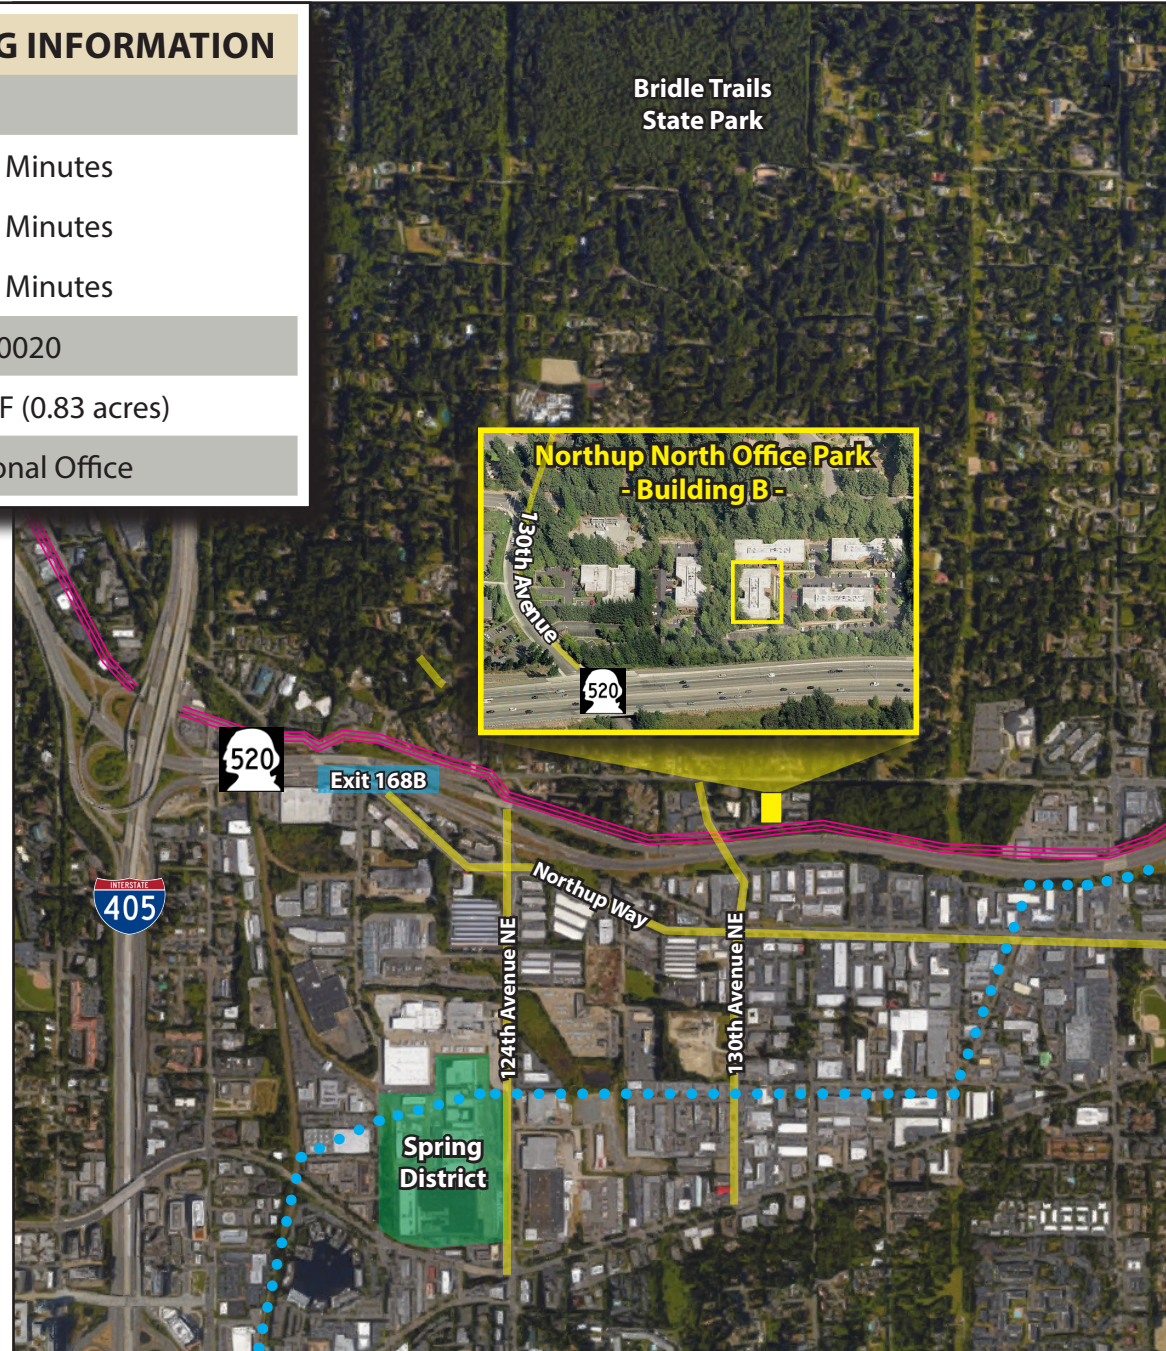 G INFORMATION
Minutes
Minutes
Minutes
0020
F (0.83 acres)
onal Office
Bridle Trails
State Park
Northup North Office Park
- Building B -
130th Avenue
520
520
Exit 168B
INTERSTATE
405
Northup Way
124th Avenue NE
130th Avenue NE
Spring
District